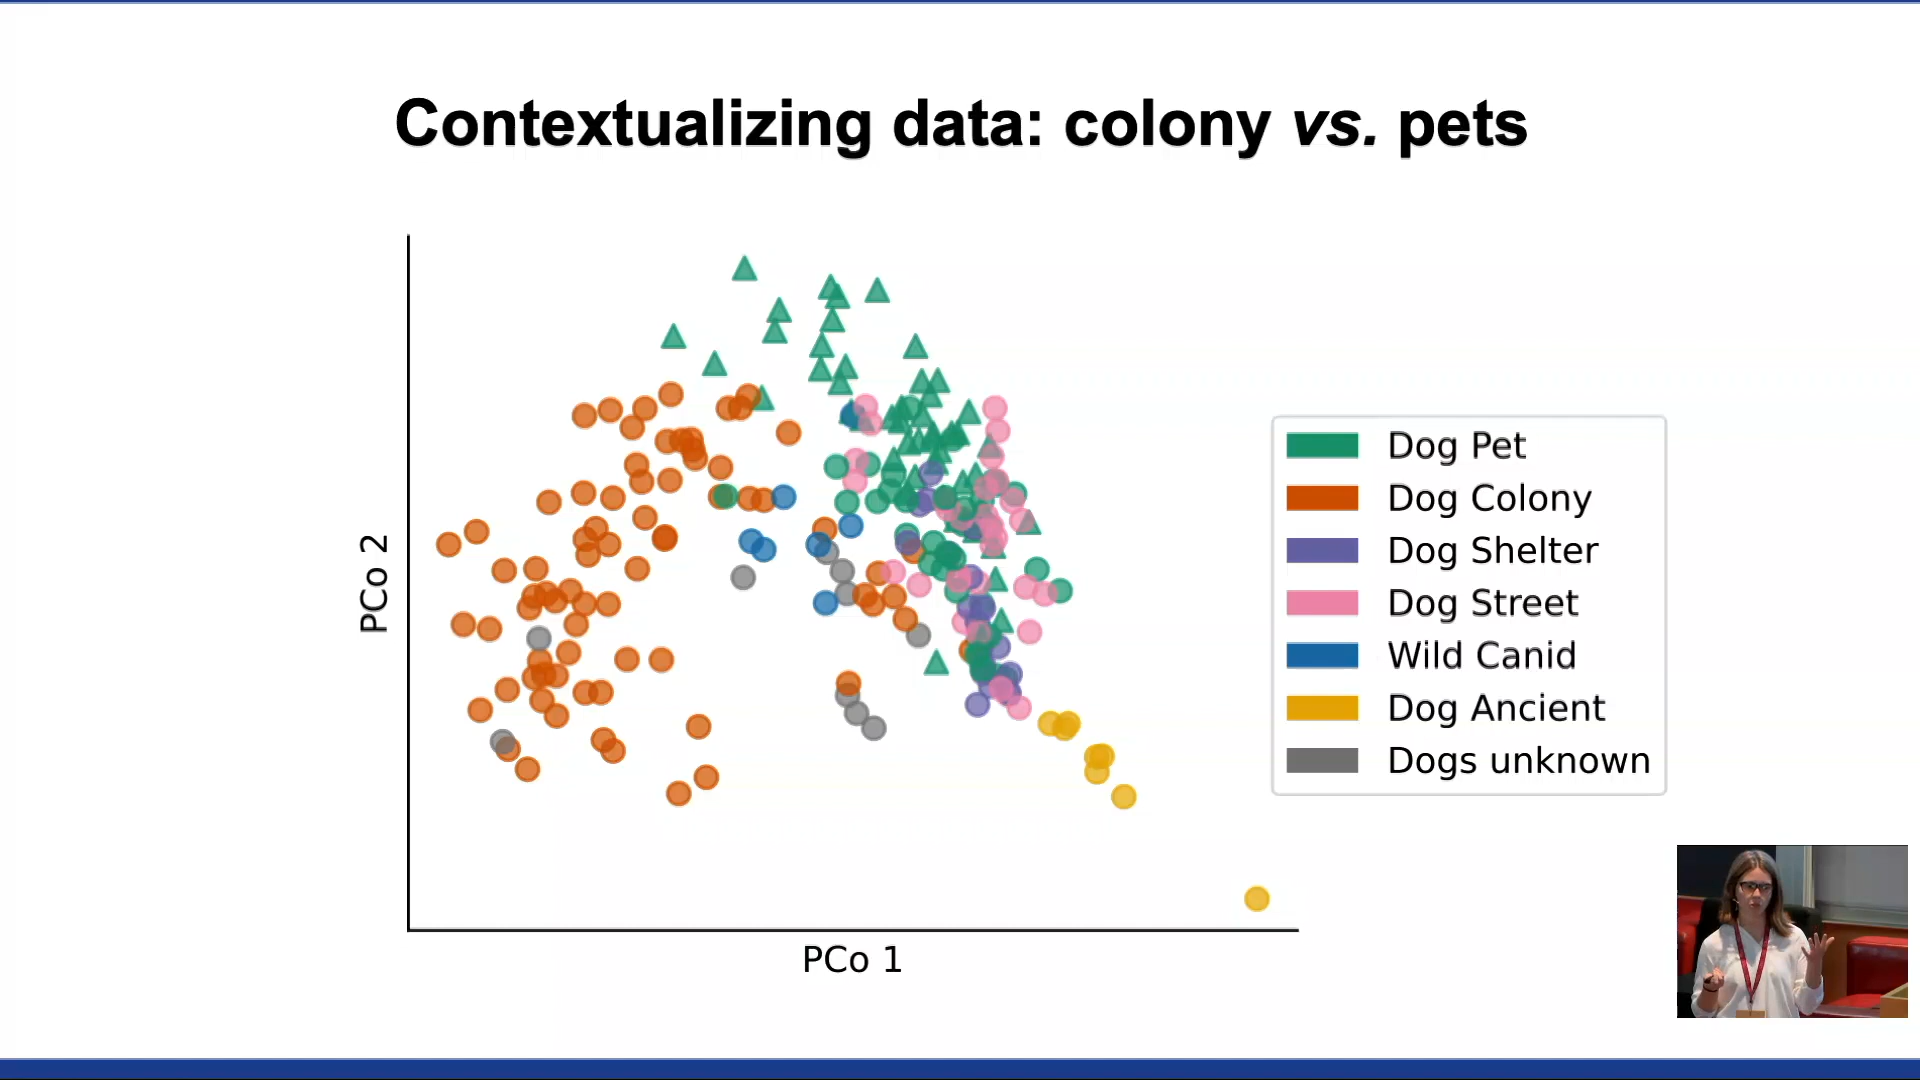 Contextualizing data: colony vs. pets
PCo 2
Dog Pet
Dog Colony
Dog Shelter
Dog Street
Wild Canid
Dog Ancient
Dogs unknown
PCo 1